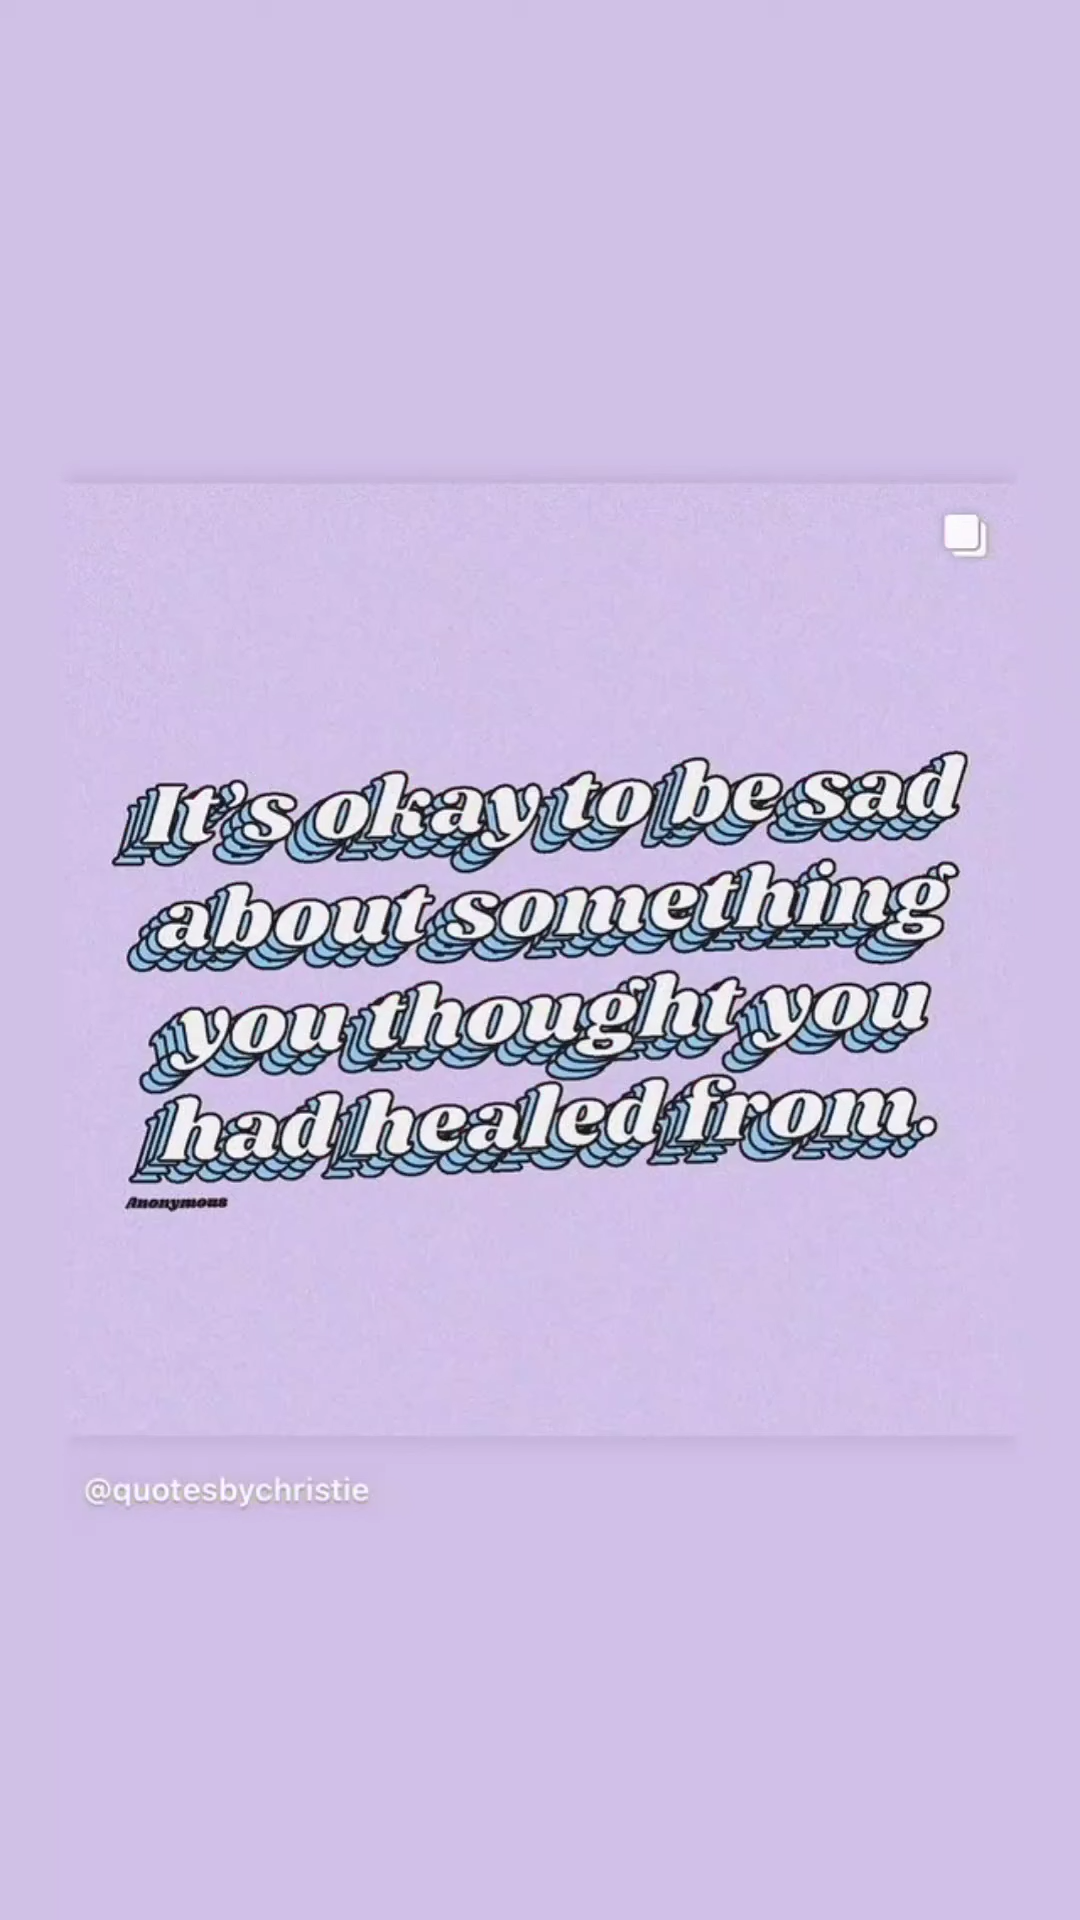 It's okay to be sad
about something
you thought you
had healed from.
Anonymous
@quotesbychristie